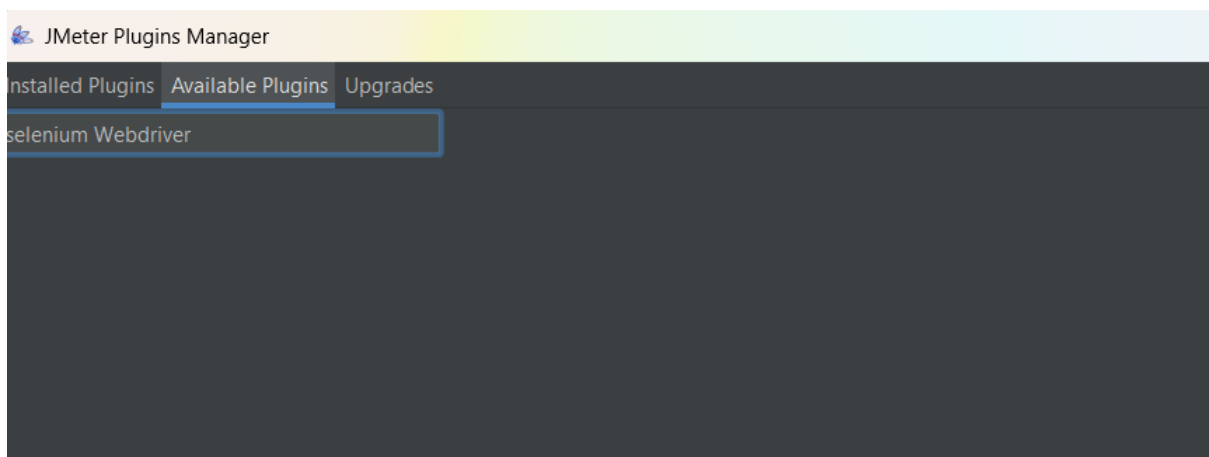 JMeter Plugins Manager
Installed Plugins Available Plugins Upgrades
selenium Webdriver